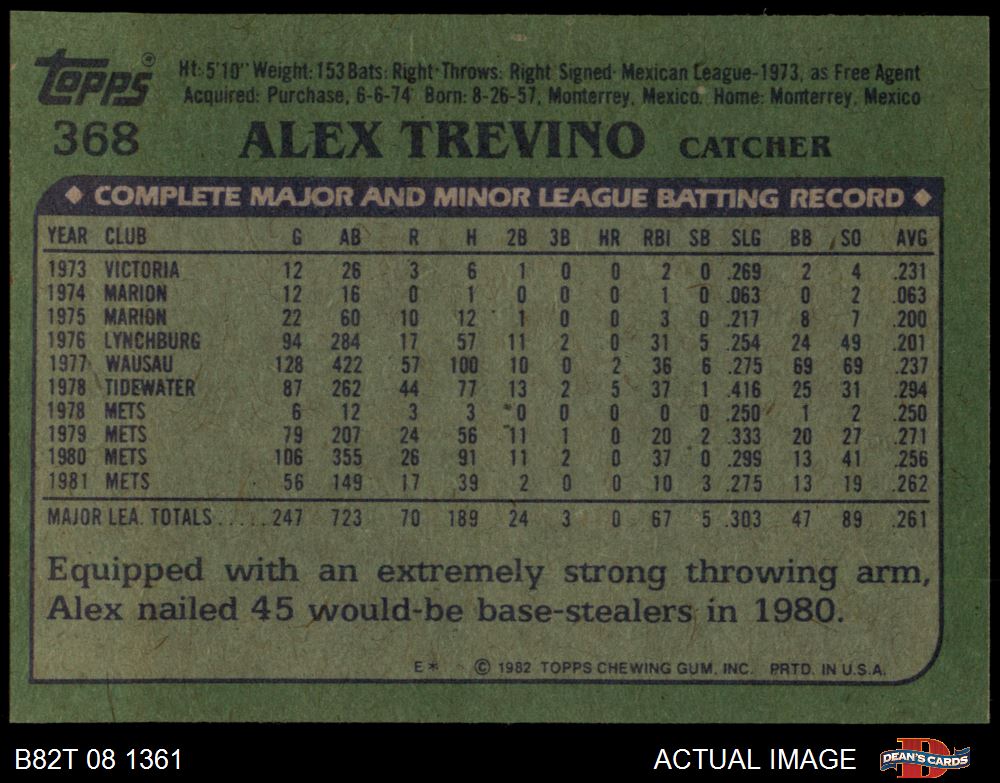 Topps®
Ht: 5'10" Weight: 153 Bats: Right Throws: Right Signed Mexican League-1973, as Free Agent
Acquired: Purchase, 6-6-74 Born: 8-26-57, Monterrey, Mexico. Home: Monterrey, Mexico
368 ALEX TREVINO CATCHER
◆ COMPLETE MAJOR AND MINOR LEAGUE BATTING RECORD ◆
YEAR CLUB G AB R H 2B 3B HR RBI SB SLG BB SO AVG
1973 VICTORIA 12 26 3 6 1 0 0 2 0 .269 2 4 .231
1974 MARION 12 16 0 1 0 0 0 1 0 .063 0 2 .063
1975 MARION 22 60 10 12 1 0 0 3 0 .217 8 7 .200
1976 LYNCHBURG 94 284 17 57 11 2 0 31 5 .254 24 49 .201
1977 WAUSAU 128 422 57 100 10 0 2 36 6 .275 69 69 .237
1978 TIDEWATER 87 262 44 77 13 2 5 37 1 .416 25 31 .294
1978 METS 6 12 3 3 0 0 0 0 0 .250 1 2 .250
1979 METS 79 207 24 56 11 1 0 20 2 .333 20 27 .271
1980 METS 106 355 26 91 11 2 0 37 0 .299 13 41 .256
1981 METS 56 149 17 39 2 0 0 10 3 .275 13 19 .262
MAJOR LEA. TOTALS ..... 247 723 70 189 24 3 0 67 5 .303 47 89 .261
Equipped with an extremely strong throwing arm,
Alex nailed 45 would-be base-stealers in 1980.
E* © 1982 TOPPS CHEWING GUM, INC. PRTD. IN U.S.A.
B82T 08 1361 ACTUAL IMAGE DEAN'S CARDS